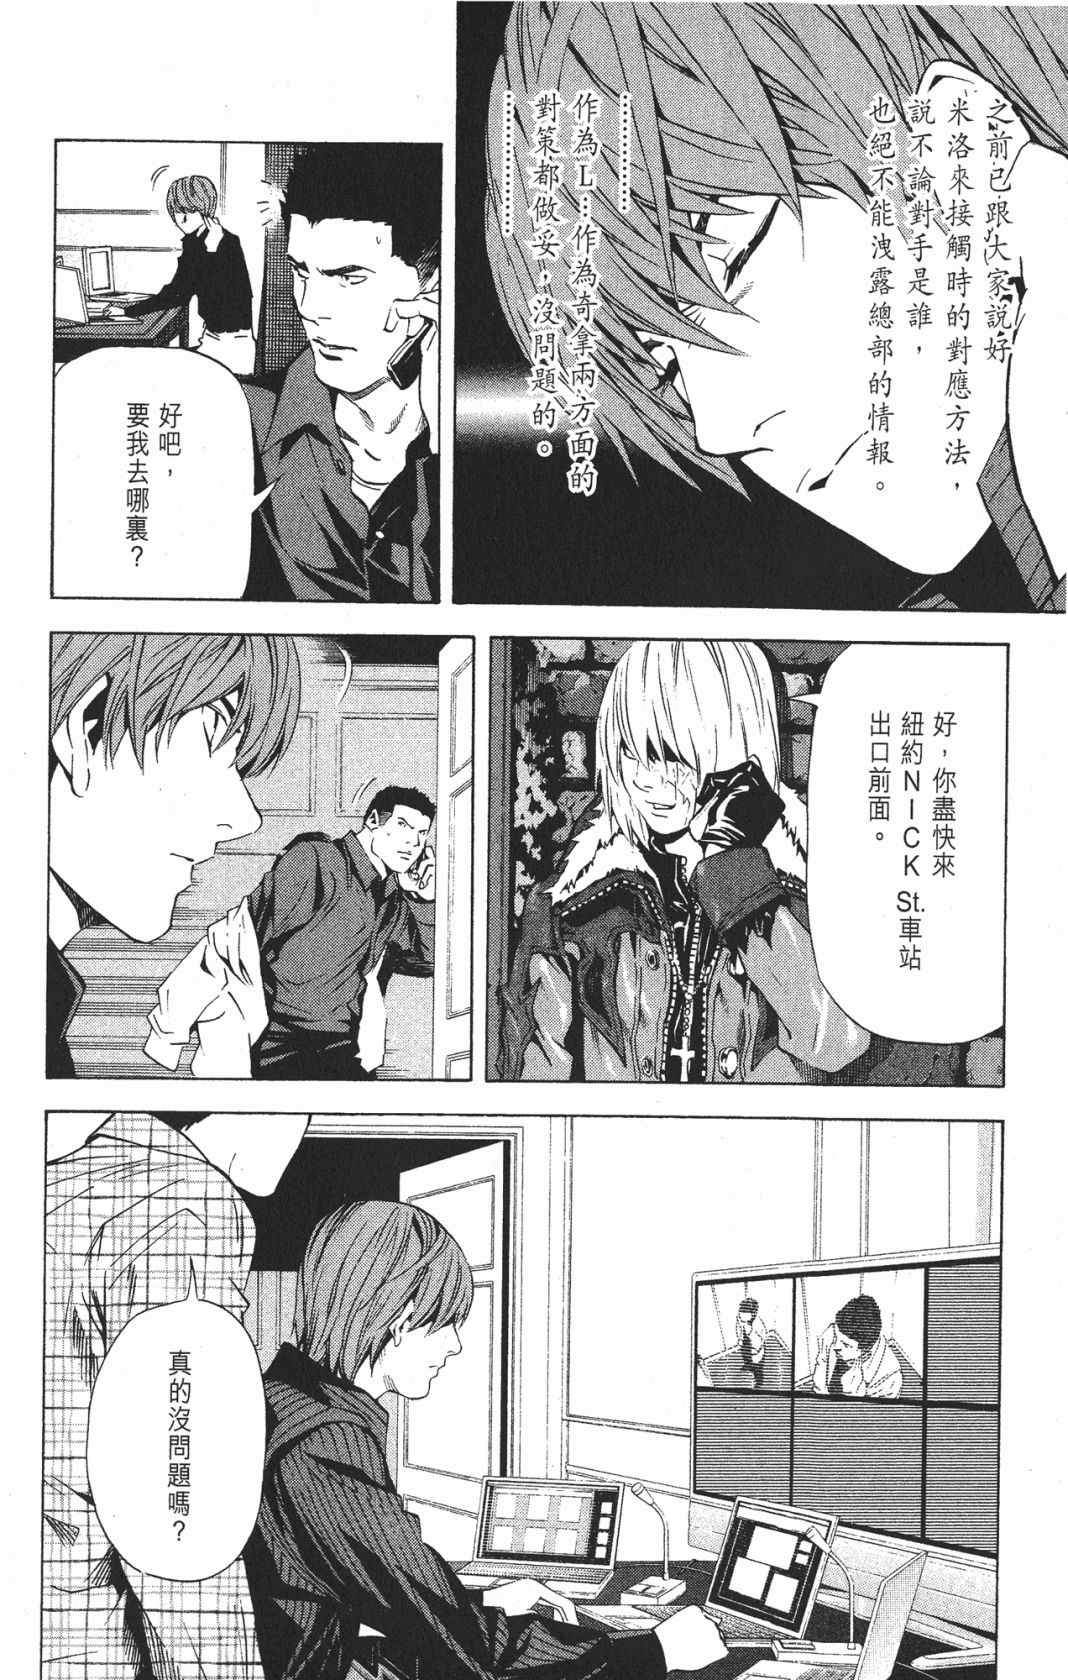 之前已跟大家說好
米洛來接觸時的對應方法，
說不論對手是誰，
也絕不能洩露總部的情報。
…………
作為L…作為奇拿兩方面的
對策都做妥，沒問題的。
…………
好吧，
要我去哪裏？
好，你盡快來
紐約NICK St.車站
出口前面。
真的沒問題嗎？